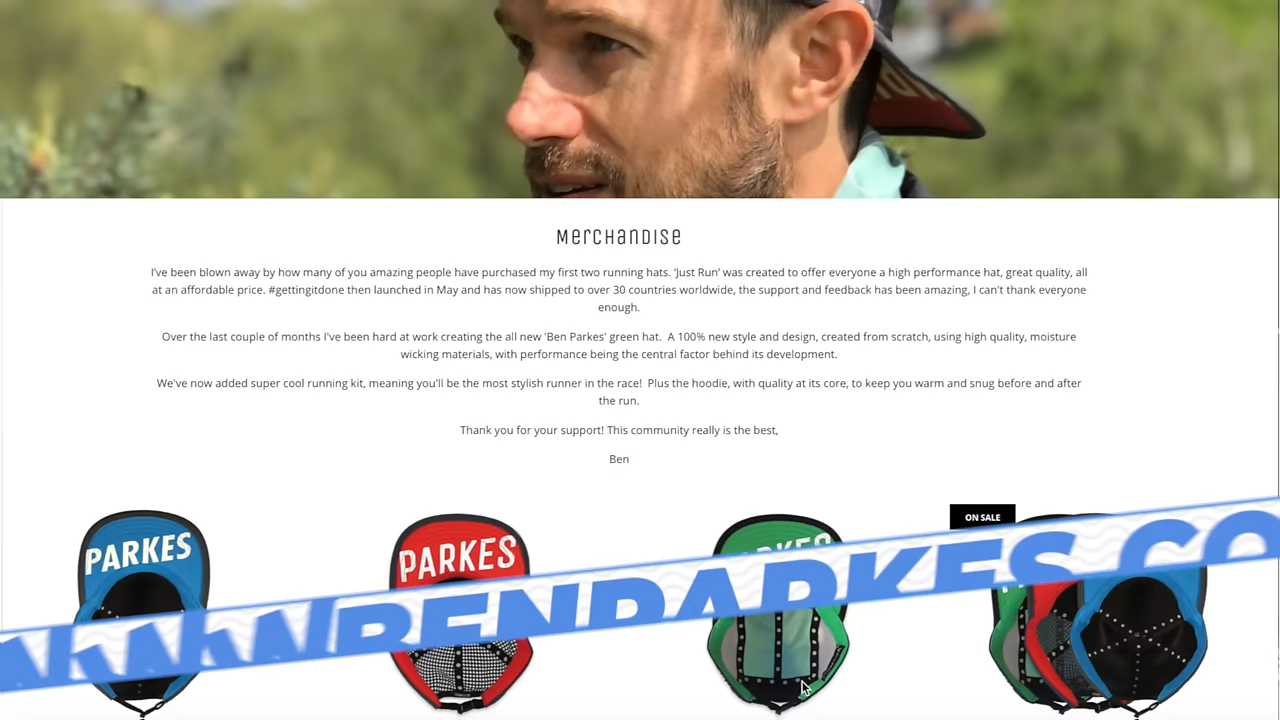 Merchandise
I've been blown away by how many of you amazing people have purchased my first two running hats. 'Just Run' was created to offer everyone a high performance hat, great quality, all
at an affordable price. #gettingitdone then launched in May and has now shipped to over 30 countries worldwide, the support and feedback has been amazing, I can't thank everyone
enough.
Over the last couple of months I've been hard at work creating the all new 'Ben Parkes' green hat. A 100% new style and design, created from scratch, using high quality, moisture
wicking materials, with performance being the central factor behind its development.
We've now added super cool running kit, meaning you'll be the most stylish runner in the race! Plus the hoodie, with quality at its core, to keep you warm and snug before and after
the run.
Thank you for your support! This community really is the best,
Ben
ON SALE
PARKES
PARKES
PARKES
BENPARKES.CO